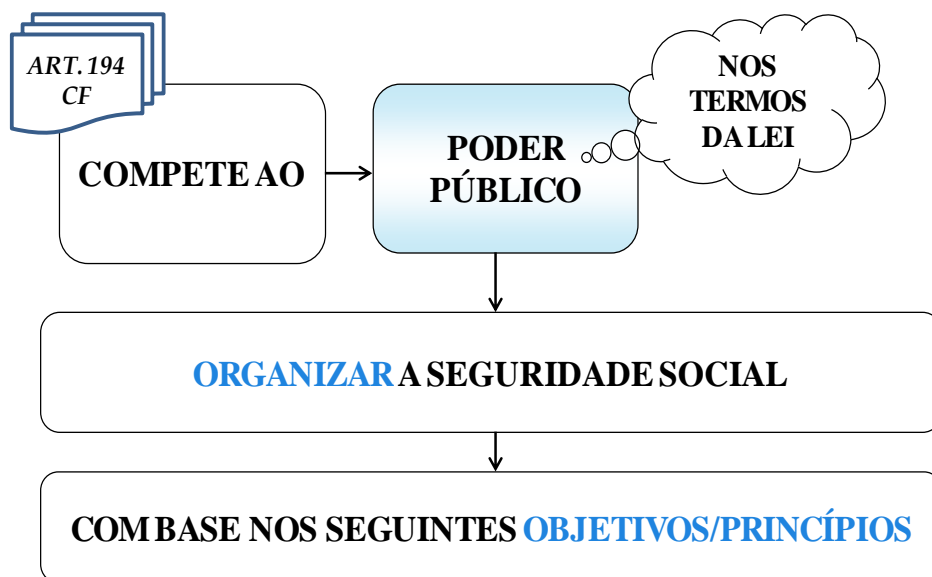 ART. 194
CF
COMPETE AO
PODER
PÚBLICO
NOS
TERMOS
DA LEI
ORGANIZAR A SEGURIDADE SOCIAL
COM BASE NOS SEGUINTES OBJETIVOS/PRINCÍPIOS